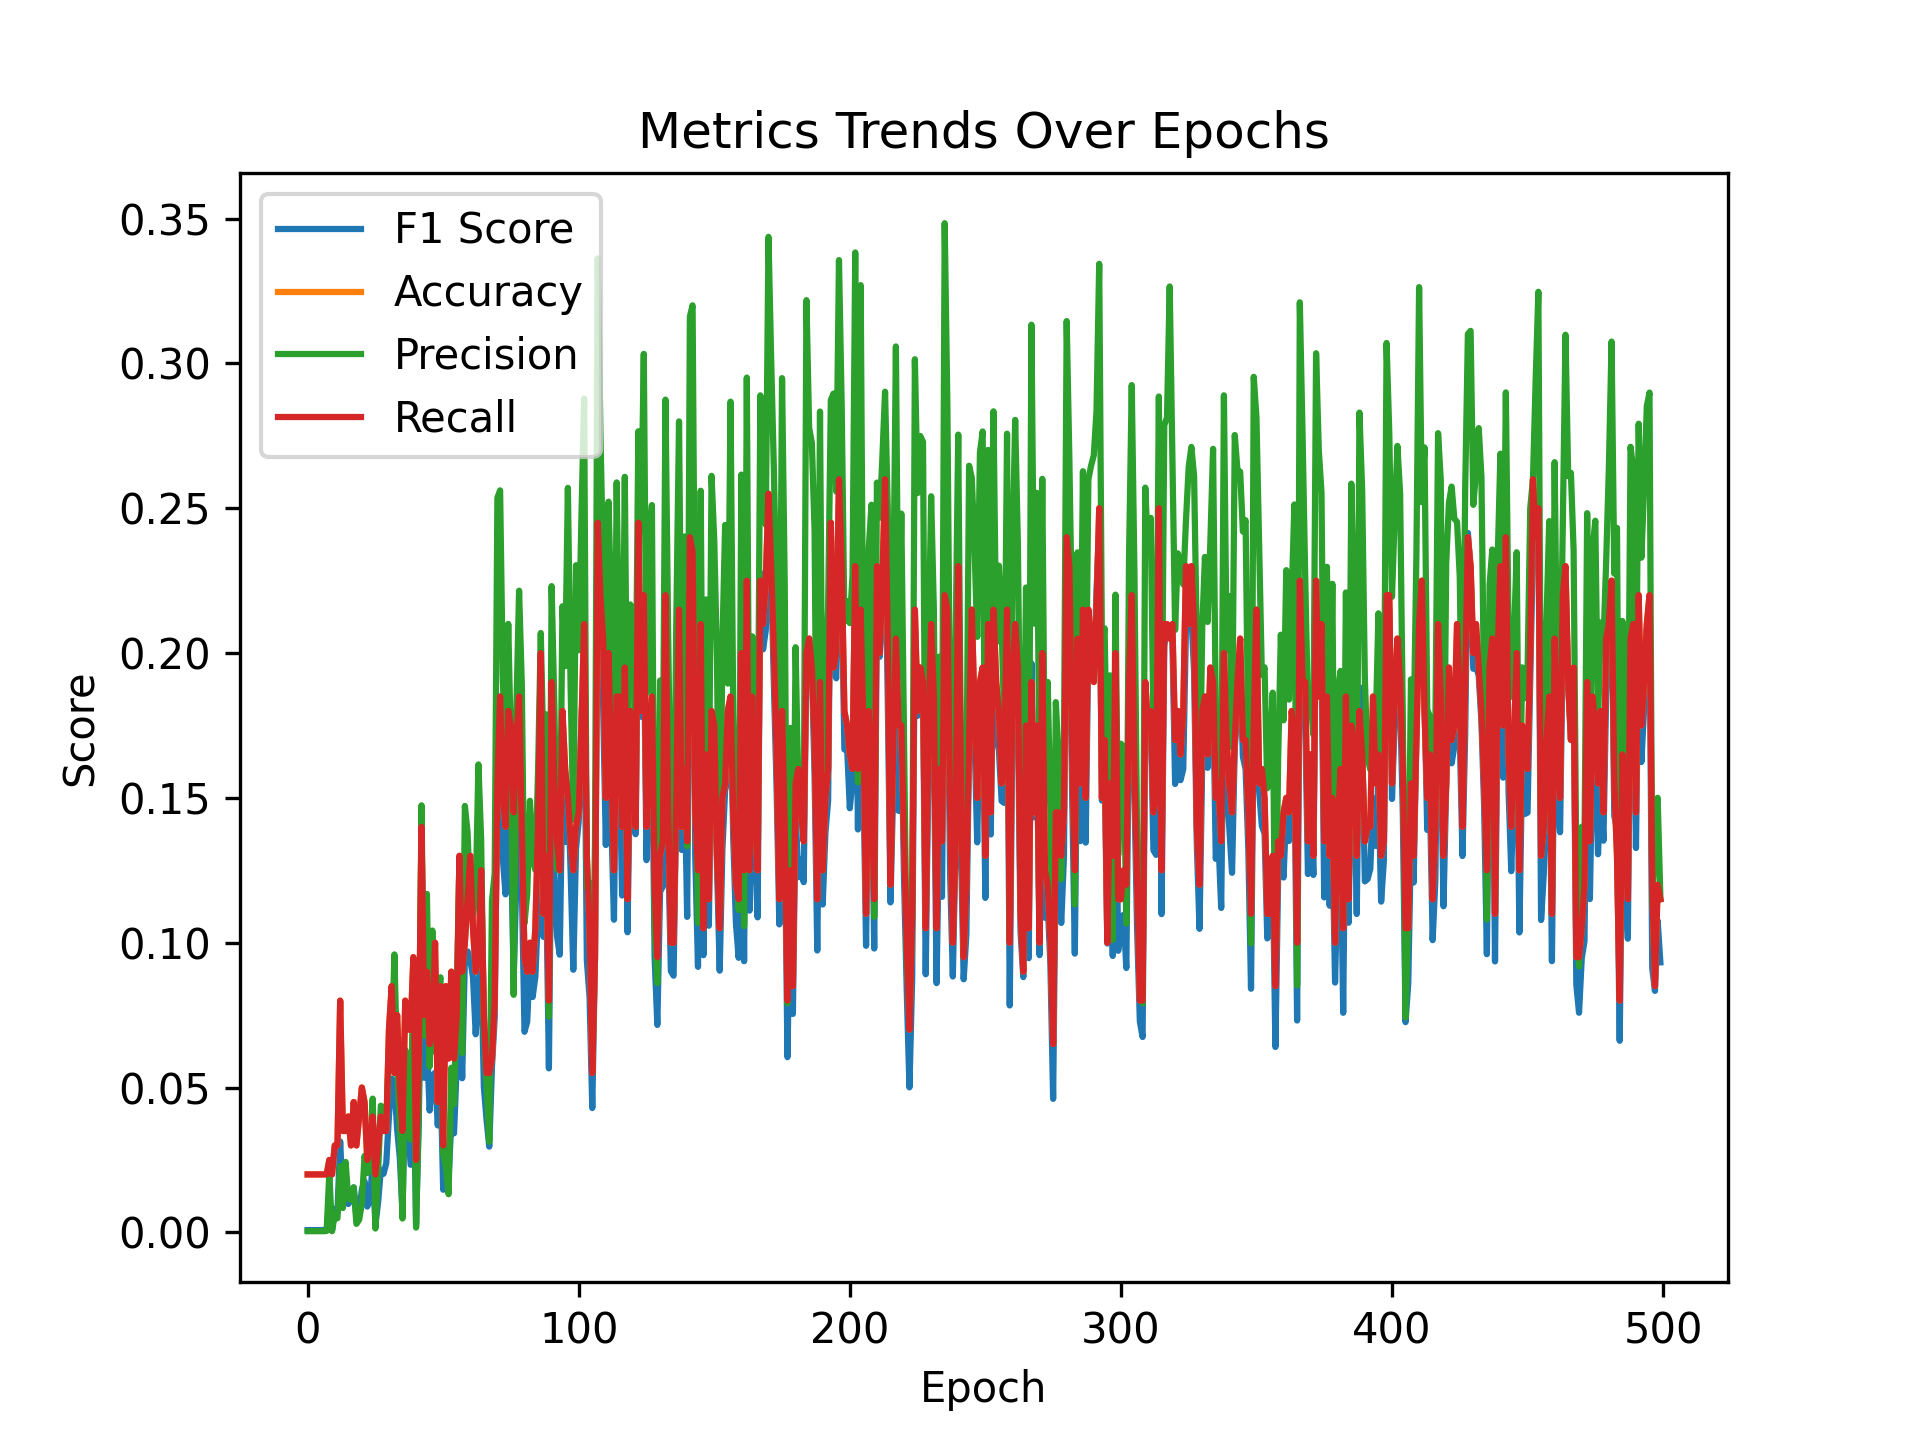 Metrics Trends Over Epochs
F1 Score
Accuracy
Precision
Recall
0.35
0.30
0.25
0.20
0.15
0.10
0.05
0.00
Score
0 100 200 300 400 500
Epoch